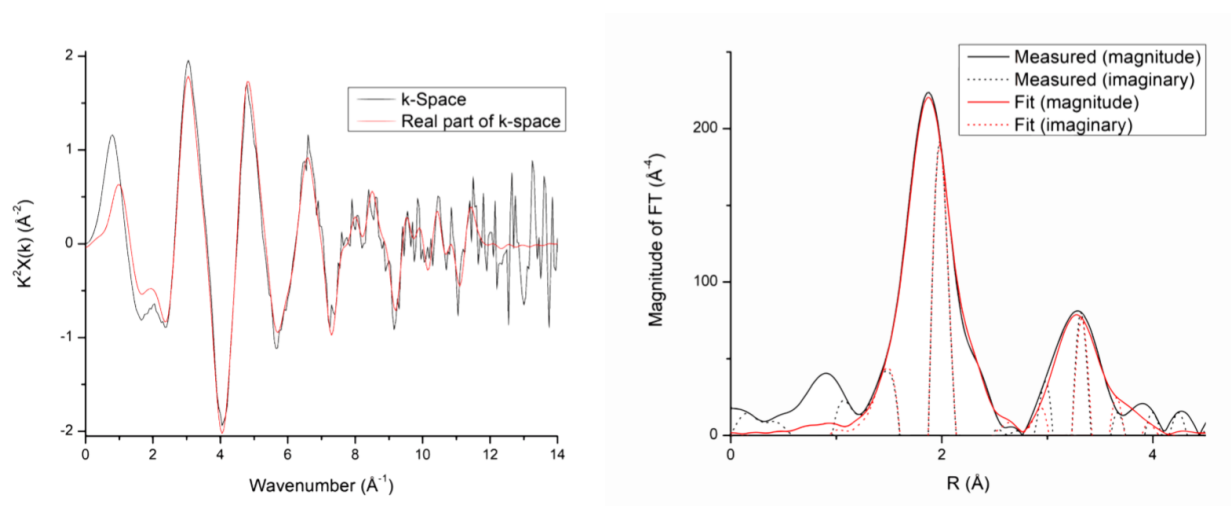 2
1
0
-1
-2
K²X(k) (Å⁻²)
k-Space
Real part of k-space
0 2 4 6 8 10 12 14
Wavenumber (Å⁻¹)
200
100
0
Magnitude of FT (Å⁻⁴)
Measured (magnitude)
Measured (imaginary)
Fit (magnitude)
Fit (imaginary)
0 2 4
R (Å)